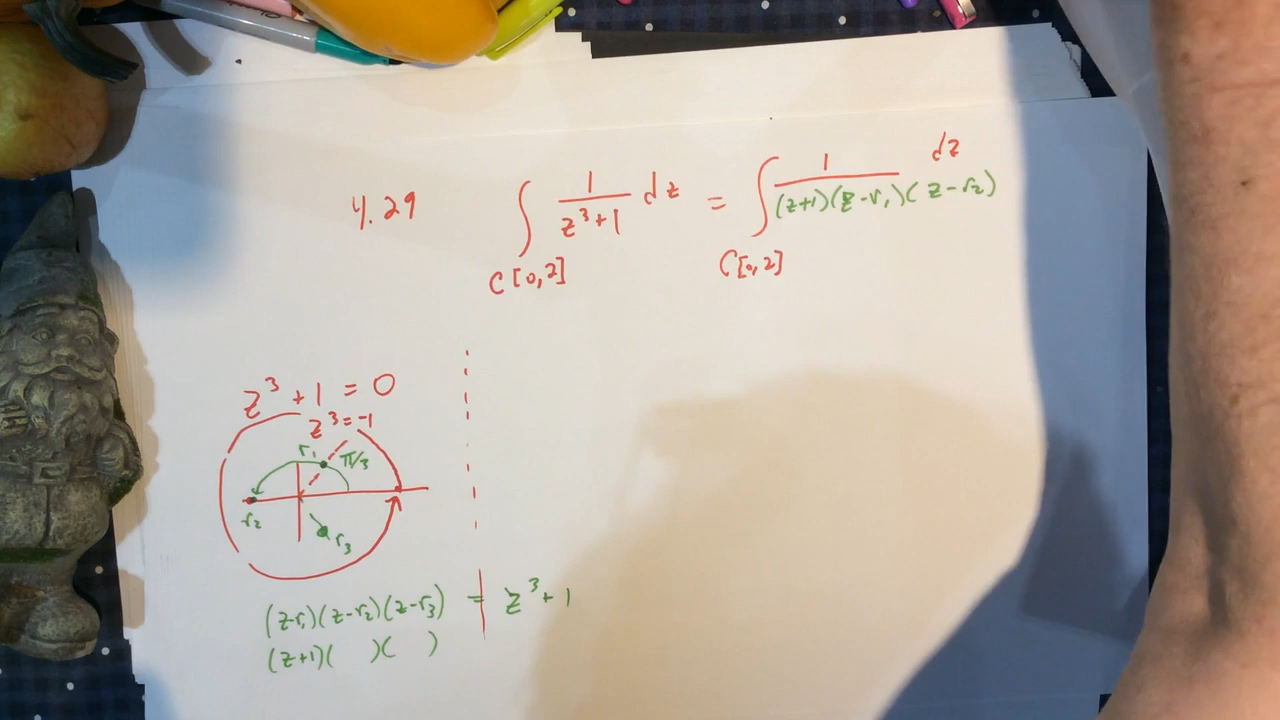 4.29 ∫ 1/(z³+1) dz = ∫ 1/((z+1)(z-r₁)(z-r₂)) dz
C[0,2] C[0,2]
z³ + 1 = 0
z³ = -1
r₁ π/3
r₂
r₃
(z-r₁)(z-r₂)(z-r₃) = z³ + 1
(z+1)( )( )